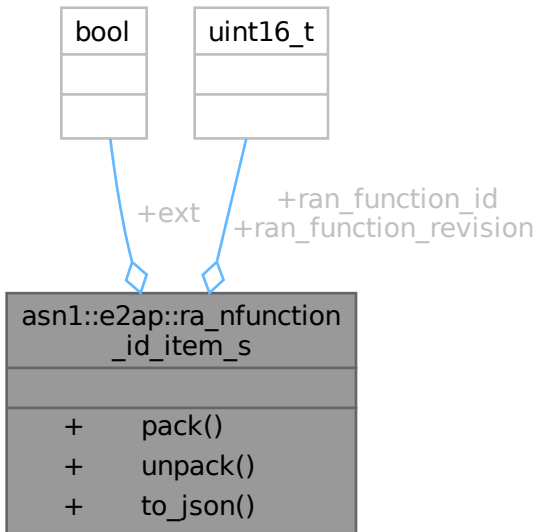 bool
uint16_t
+ext
+ran_function_id
+ran_function_revision
asn1::e2ap::ra_nfunction
_id_item_s
+ pack()
+ unpack()
+ to_json()